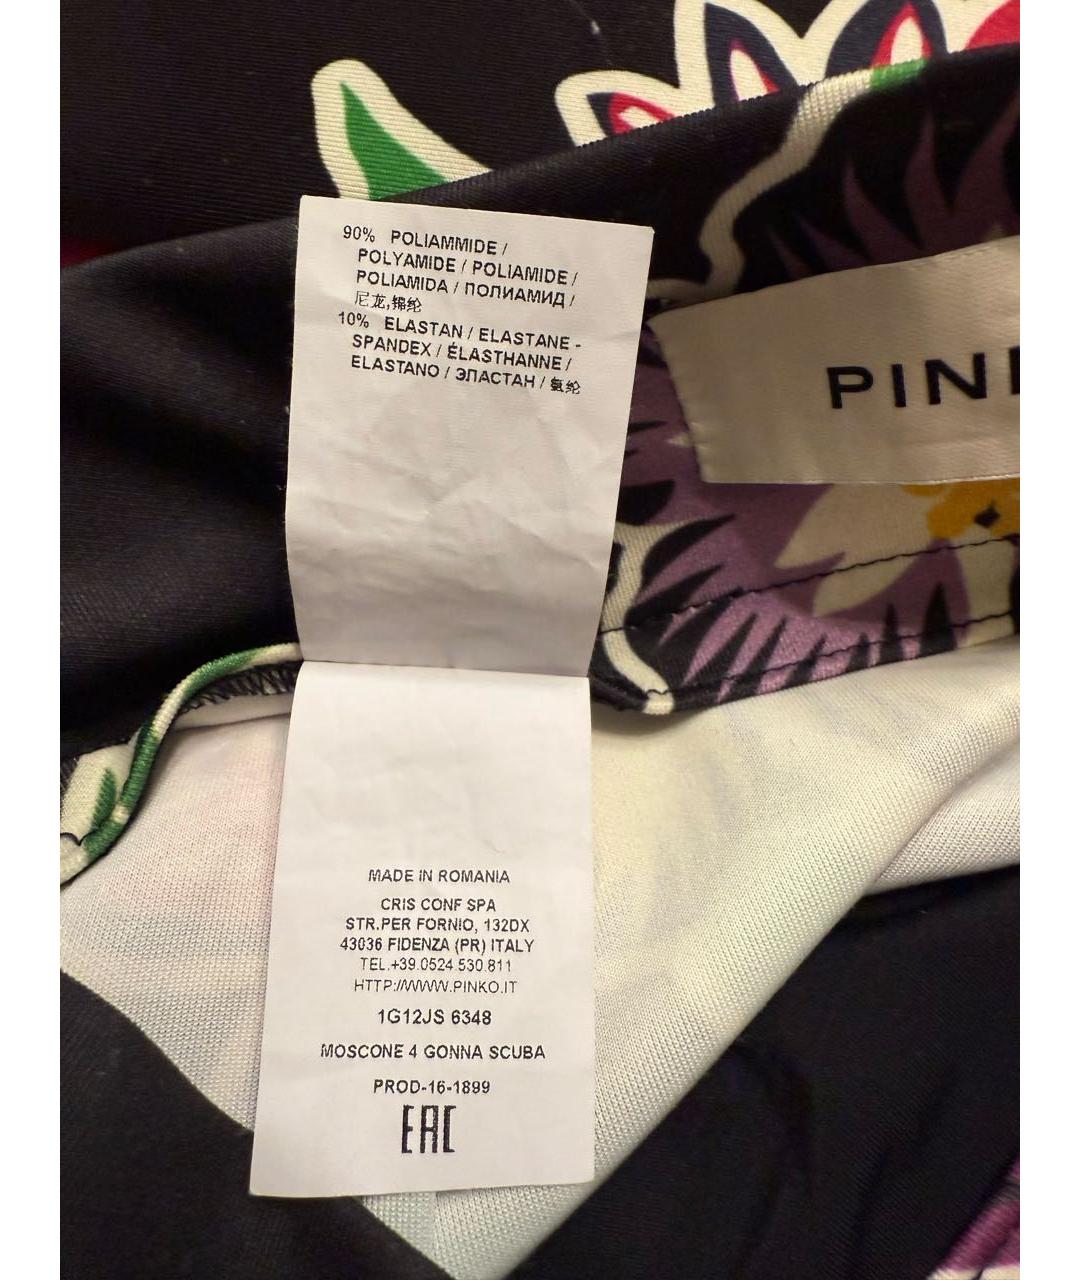 90% POLIAMMIDE /
POLYAMIDE / POLIAMIDE /
POLIAMIDA / ПОЛИАМИД /
尼龙,锦纶
10% ELASTAN / ELASTANE -
SPANDEX / ÉLASTHANNE /
ELASTANO / ЭЛАСТАН / 氨纶
PIN
MADE IN ROMANIA
CRIS CONF SPA
STR.PER FORNIO, 132DX
43036 FIDENZA (PR) ITALY
TEL.+39.0524.530.811
HTTP://WWW.PINKO.IT
1G12JS 6348
MOSCONE 4 GONNA SCUBA
PROD-16-1899
EAC